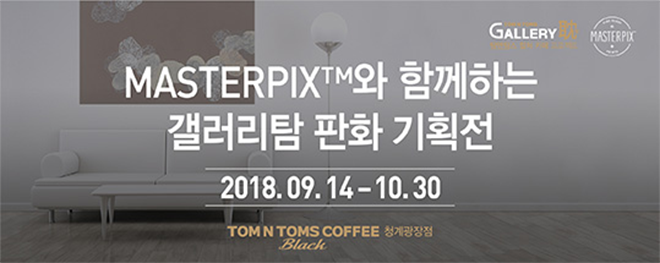 GALLERY 耽
MASTERPIX™
MASTERPIX™와 함께하는
갤러리탐 판화 기획전
2018. 09. 14 – 10. 30
TOM N TOMS COFFEE 청계광장점
Black